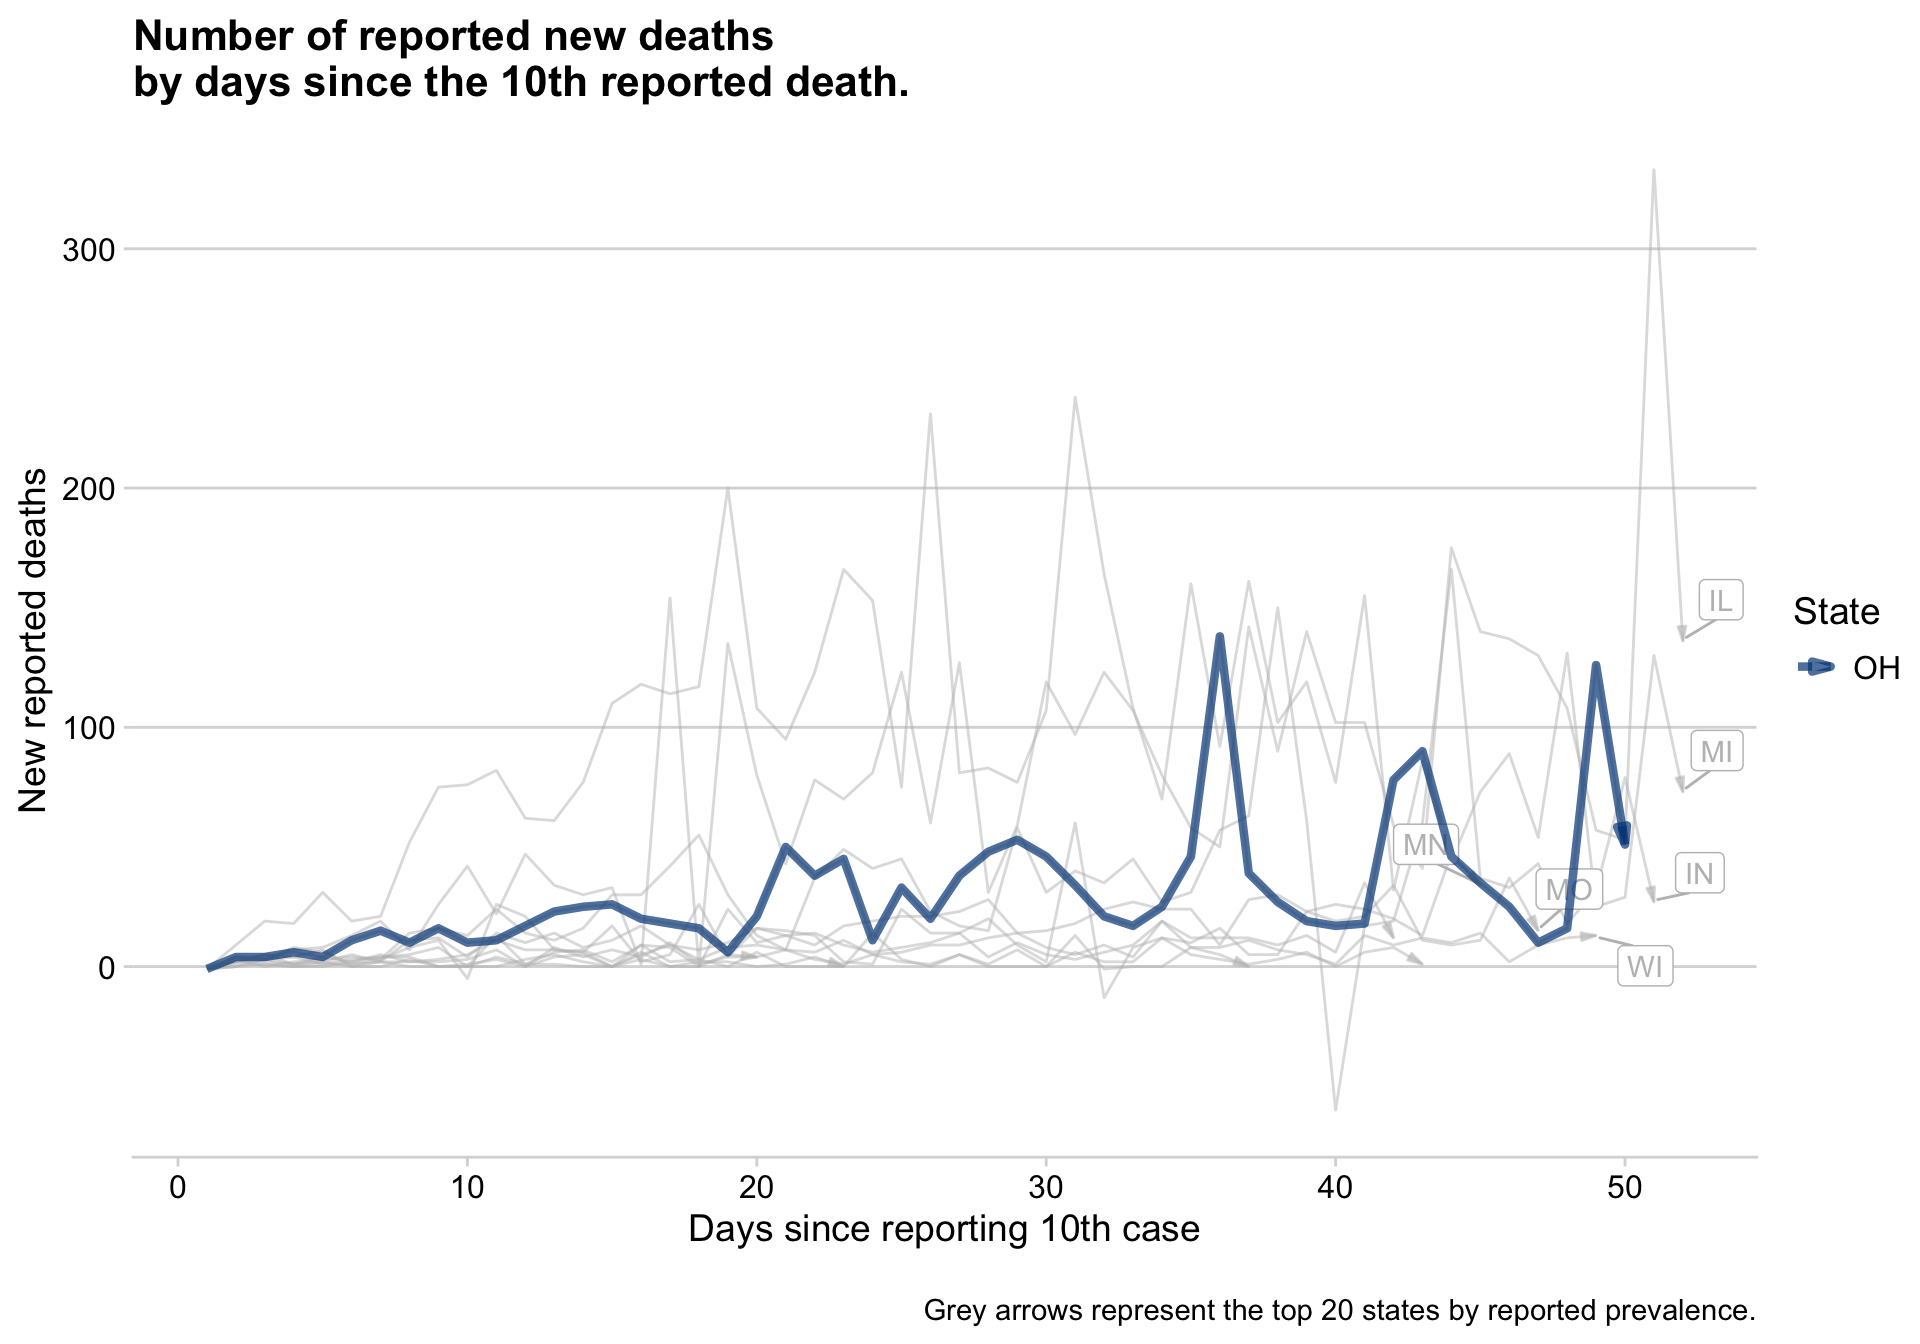 Number of reported new deaths
by days since the 10th reported death.
300
200
100
0
New reported deaths
IL
MI
MN
MO
IN
WI
State
OH
0 10 20 30 40 50
Days since reporting 10th case
Grey arrows represent the top 20 states by reported prevalence.